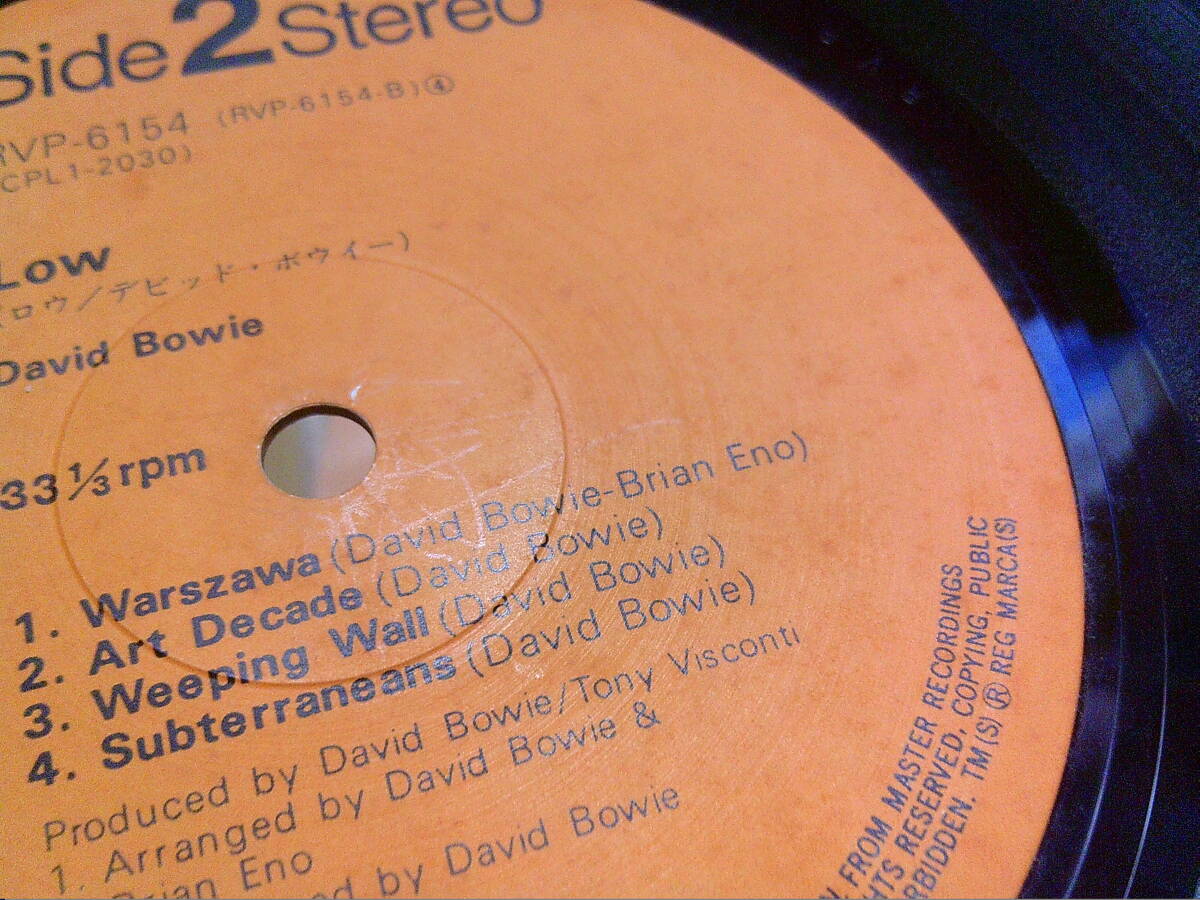 Side 2 Stereo
RVP-6154 (RVP-6154-B)④
(CPL1-2030)
Low
(ロウ/デビッド・ボウイー)
David Bowie
33 1/3 rpm
1. Warszawa (David Bowie-Brian Eno)
2. Art Decade (David Bowie)
3. Weeping Wall (David Bowie)
4. Subterraneans (David Bowie)
Produced by David Bowie/Tony Visconti
1. Arranged by David Bowie &
Brian Eno
by David Bowie
FROM MASTER RECORDINGS
RESERVED, COPYING, PUBLIC
TM(S) ® REG MARCA(S)